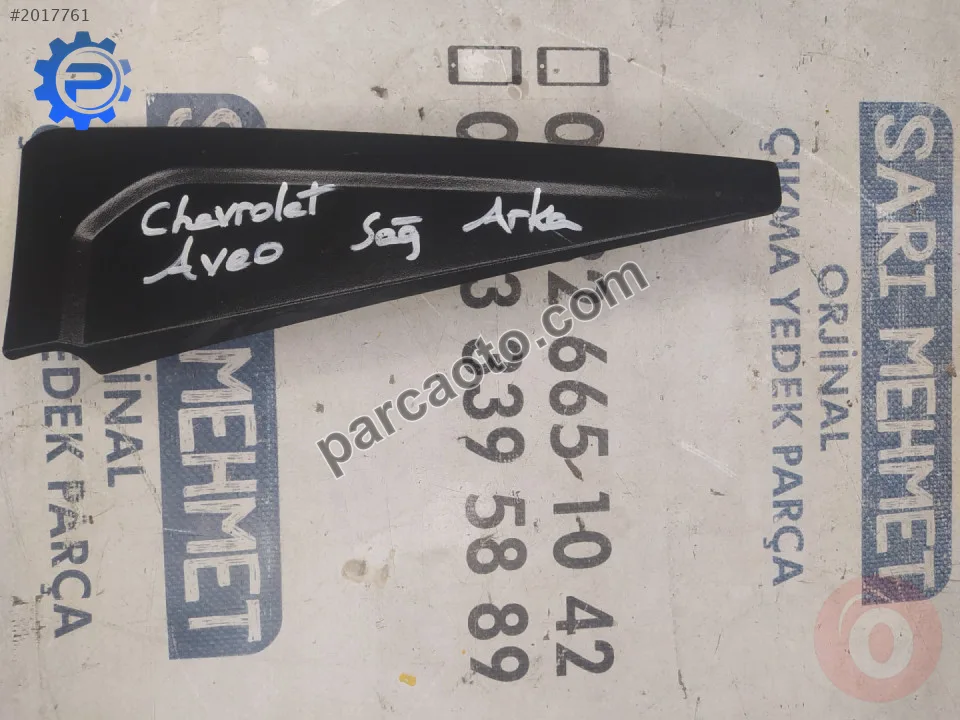 #2017761
P
Chevrolet
Aveo
Sağ Arka
parcaoto.com
SARI MEHMET
ORJİNAL
ÇIKMA YEDEK PARÇA
665 10 42
39 58 89
MEHMET
İNAL
EDEK PARÇA